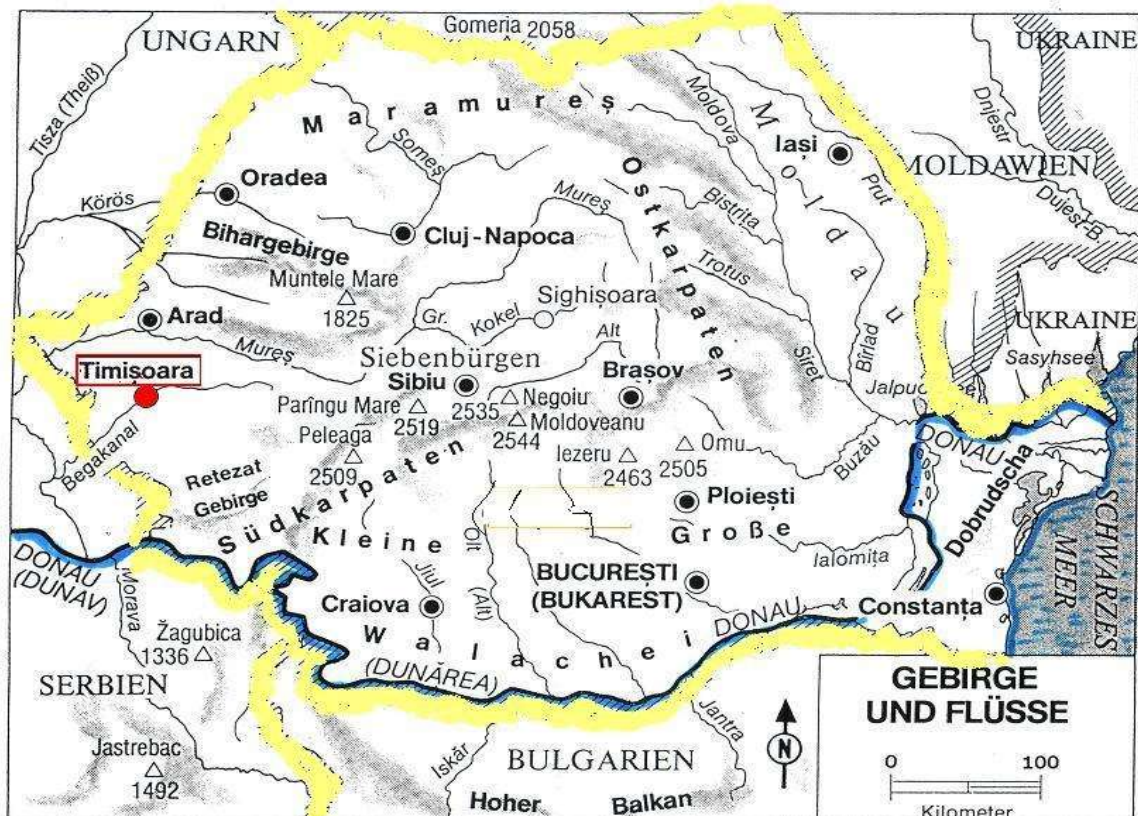 Gomeria 2058
UNGARN
UKRAINE
Tisza (Theiß)
Maramureș
Someș
Moldova
Moldau
Iași
Dnjestr
MOLDAWIEN
Prut
Oradea
Körös
Ostkarpaten
Mureș
Bistrița
Cluj-Napoca
Bihargebirge
Muntele Mare
1825
Trotus
Sighișoara
Gr. Kokel
Alt
Arad
Mureș
Siebenbürgen
Siret
Bîrlad
UKRAINE
Sasyhsee
Timișoara
Sibiu
Brașov
Parîngu Mare
2519
2535
Negoiu
Moldoveanu
2544
Peleaga
2509
Iezeru
2463
Omu
2505
Buzău
DONAU
Begakanal
Retezat
Gebirge
Südkarpaten
Ploiești
Kleine
Große
Walachei
Olt
(Alt)
Jiul
Ialomița
Dobrudscha
SCHWARZES
MEER
DONAU
(DUNAV)
Morava
BUCUREȘTI
(BUKAREST)
Craiova
DONAU
Constanța
Žagubica
1336
(DUNĂREA)
SERBIEN
Jastrebac
1492
Iskăr
BULGARIEN
Jantra
Hoher Balkan
N
GEBIRGE
UND FLÜSSE
0 100
Kilometer